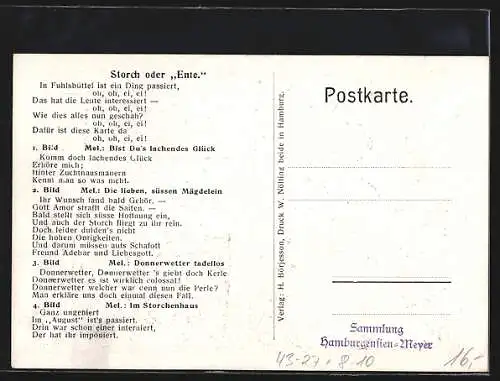 Storch oder „Ente."
In Fuhlsbüttel ist ein Ding passiert,
oh, oh, ei, ei!
Das hat die Leute interessiert —
oh, oh, ei, ei!
Wie dies alles nun geschah?
oh, oh, ei, ei!
Dafür ist diese Karte da
oh, oh, ei, ei!
1. Bild Mel.: Bist Du's lachendes Glück
Komm doch lachendes Glück
Erhöre mich;
Hinter Zuchthausmauern
Kennt man so was nicht.
2. Bild Mel.: Die lieben, süssen Mägdelein
Ihr Wunsch fand bald Gehör. —
Gott Amor strafft die Saiten. —
Bald stellt sich süsse Hoffnung ein,
Und auch der Storch fliegt zu ihr rein.
Doch leider dulden's nicht
Die hohen Obrigkeiten.
Und darum müssen aufs Schafott
Freund Adebar und Liebesgott.
3. Bild Mel.: Donnerwetter tadellos
Donnerwetter, Donnerwetter 's giebt doch Kerle
Donnerwetter es ist wirklich colossal!
Donnerwetter welcher war denn nun die Perle?
Man erkläre uns doch einmal diesen Fall.
4. Bild Mel.: Im Storchenhaus
Ganz ungeniert
Im „August" ist's passiert.
Drin war schon einer interniert,
Der hat ihr imponiert.
Verlag: H. Börjesson, Druck W. Nölting beide in Hamburg.
Postkarte.
Sammlung
Hamburgensien-Meyer
43-27 + 8 10
16,-